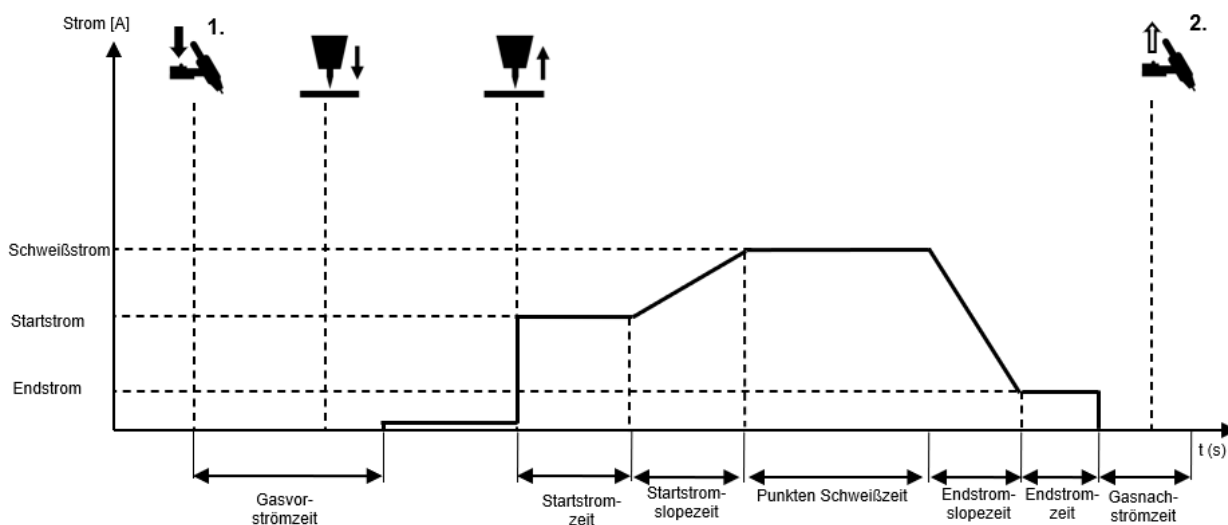 Strom [A]
1.
2.
Schweißstrom
Startstrom
Endstrom
t (s)
Gasvor-
strömzeit
Startstrom-
zeit
Startstrom-
slopezeit
Punkten Schweißzeit
Endstrom-
slopezeit
Endstrom-
zeit
Gasnach-
strömzeit